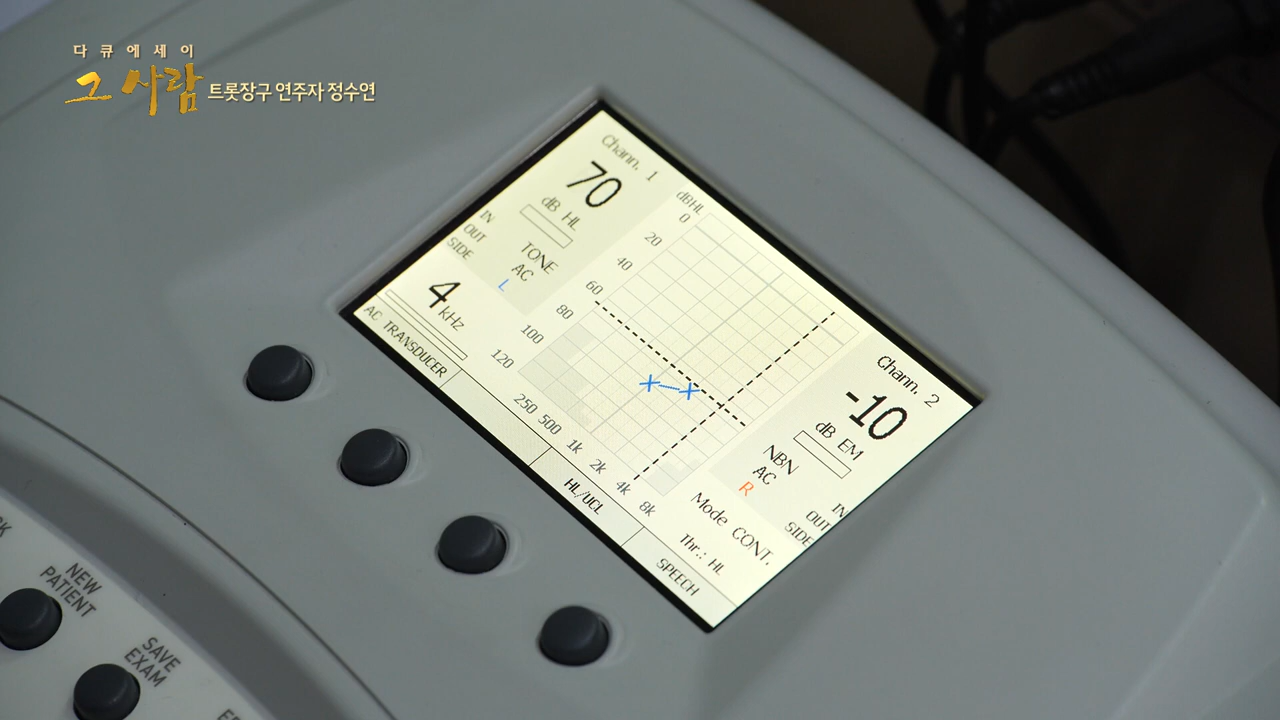 다큐에세이
그 사람 트롯장구 연주자 정수연
Chann. 1
70
dB HL
IN
OUT
SIDE
TONE
AC
L
4 kHz
AC TRANSDUCER
dBHL
0
20
40
60
80
100
120
250 500 1k 2k 4k 8k
Chann. 2
-10
dB EM
NBN
AC
R
IN
OUT
SIDE
Mode CONT.
Thr.: HL
HL/UCL
SPEECH
NEW
PATIENT
SAVE
EXAM